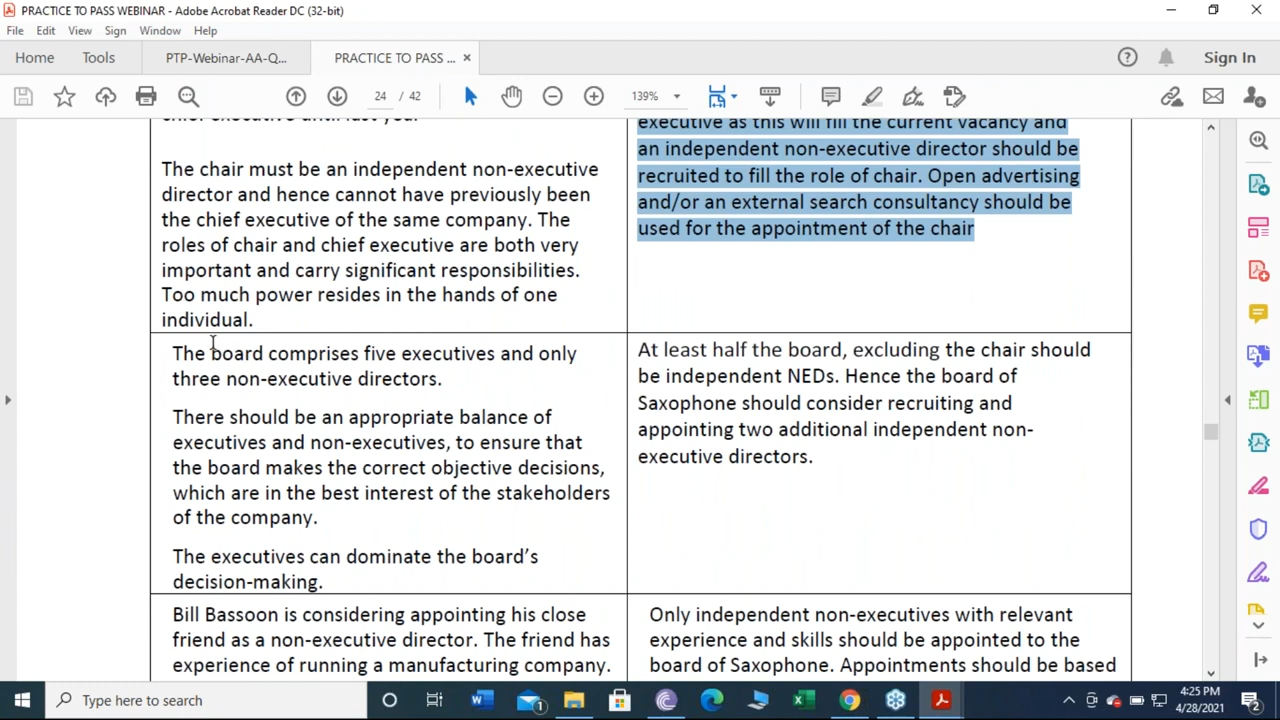 PRACTICE TO PASS WEBINAR - Adobe Acrobat Reader DC (32-bit)
File Edit View Sign Window Help
Home Tools PTP-Webinar-AA-Q... PRACTICE TO PASS ... × Sign In
24 / 42 139%
chief executive until last year
The chair must be an independent non-executive
director and hence cannot have previously been
the chief executive of the same company. The
roles of chair and chief executive are both very
important and carry significant responsibilities.
Too much power resides in the hands of one
individual.
executive as this will fill the current vacancy and
an independent non-executive director should be
recruited to fill the role of chair. Open advertising
and/or an external search consultancy should be
used for the appointment of the chair
The board comprises five executives and only
three non-executive directors.
There should be an appropriate balance of
executives and non-executives, to ensure that
the board makes the correct objective decisions,
which are in the best interest of the stakeholders
of the company.
The executives can dominate the board's
decision-making.
At least half the board, excluding the chair should
be independent NEDs. Hence the board of
Saxophone should consider recruiting and
appointing two additional independent non-
executive directors.
Bill Bassoon is considering appointing his close
friend as a non-executive director. The friend has
experience of running a manufacturing company.
Only independent non-executives with relevant
experience and skills should be appointed to the
board of Saxophone. Appointments should be based
Type here to search
4:25 PM
4/28/2021